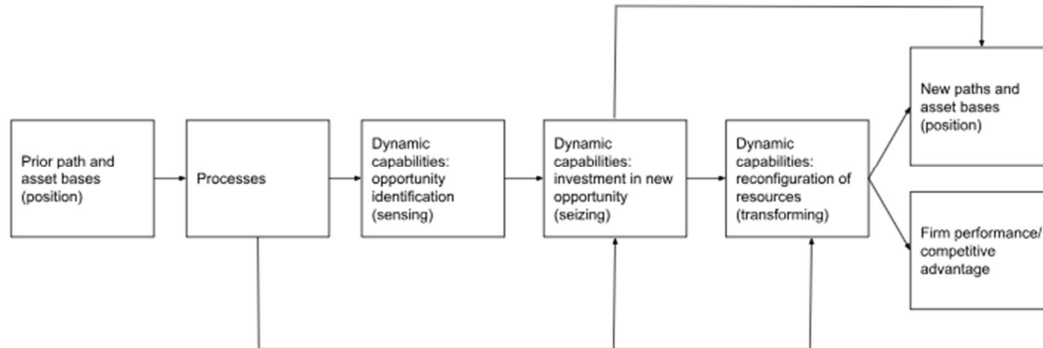 Prior path and
asset bases
(position)
Processes
Dynamic
capabilities:
opportunity
identification
(sensing)
Dynamic
capabilities:
investment in new
opportunity
(seizing)
Dynamic
capabilities:
reconfiguration of
resources
(transforming)
New paths and
asset bases
(position)
Firm performance/
competitive
advantage